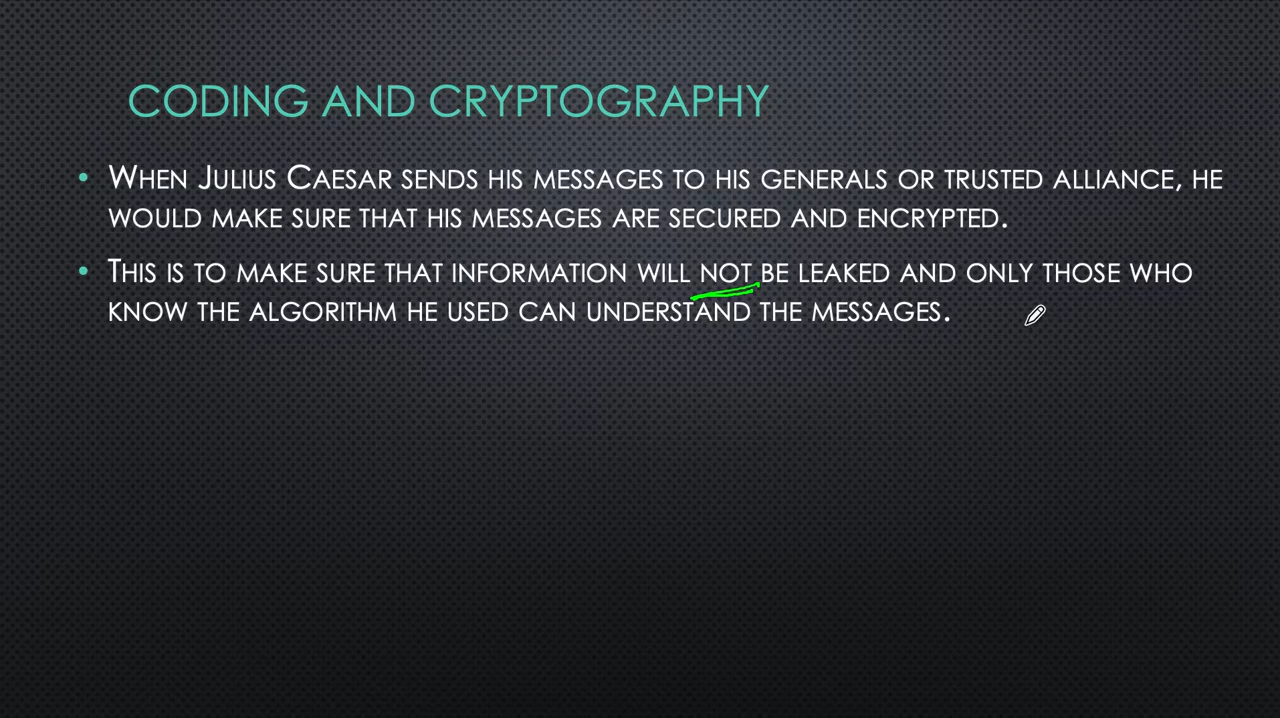 CODING AND CRYPTOGRAPHY
• WHEN JULIUS CAESAR SENDS HIS MESSAGES TO HIS GENERALS OR TRUSTED ALLIANCE, HE
WOULD MAKE SURE THAT HIS MESSAGES ARE SECURED AND ENCRYPTED.
• THIS IS TO MAKE SURE THAT INFORMATION WILL NOT BE LEAKED AND ONLY THOSE WHO
KNOW THE ALGORITHM HE USED CAN UNDERSTAND THE MESSAGES.